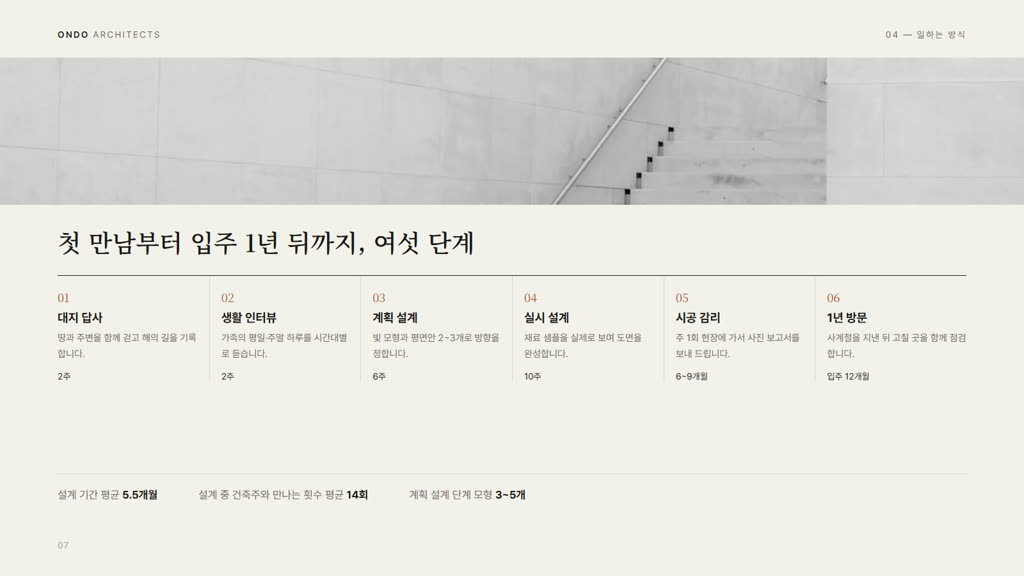 ONDO ARCHITECTS
04 — 일하는 방식
첫 만남부터 입주 1년 뒤까지, 여섯 단계
01
대지 답사
땅과 주변을 함께 걷고 해의 길을 기록
합니다.
2주
02
생활 인터뷰
가족의 평일·주말 하루를 시간대별
로 듣습니다.
2주
03
계획 설계
빛 모형과 평면안 2~3개로 방향을
정합니다.
6주
04
실시 설계
재료 샘플을 실제로 보며 도면을
완성합니다.
10주
05
시공 감리
주 1회 현장에 가서 사진 보고서를
보내 드립니다.
6~9개월
06
1년 방문
사계절을 지낸 뒤 고칠 곳을 함께 점검
합니다.
입주 12개월
설계 기간 평균 5.5개월
설계 중 건축주와 만나는 횟수 평균 14회
계획 설계 단계 모형 3~5개
07